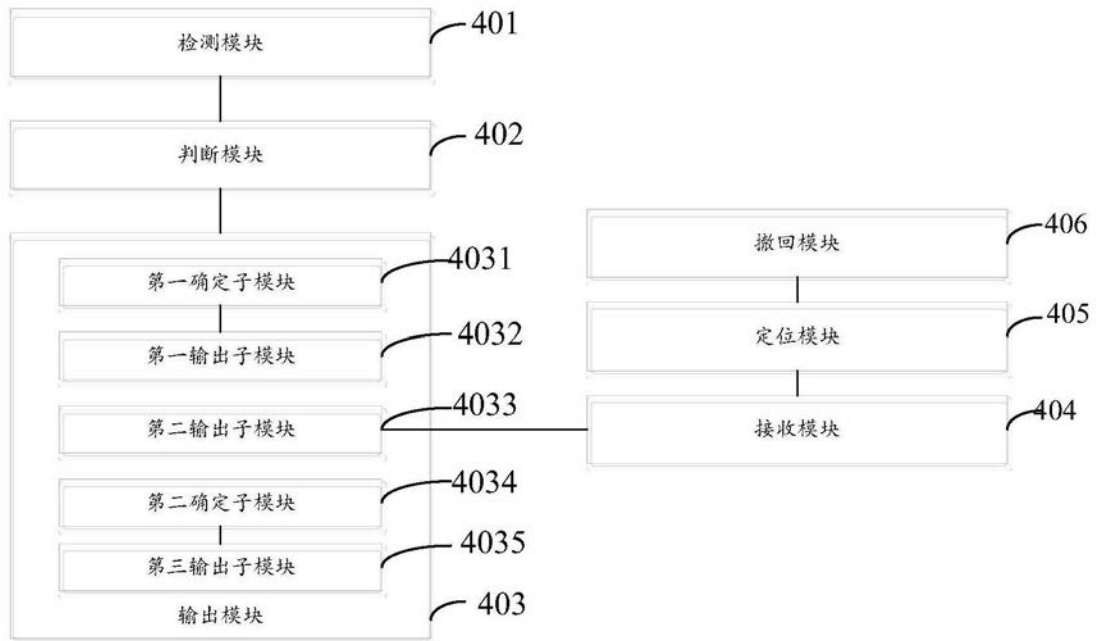 检测模块
401
判断模块
402
第一确定子模块
4031
第一输出子模块
4032
第二输出子模块
4033
第二确定子模块
4034
第三输出子模块
4035
输出模块
403
撤回模块
406
定位模块
405
接收模块
404